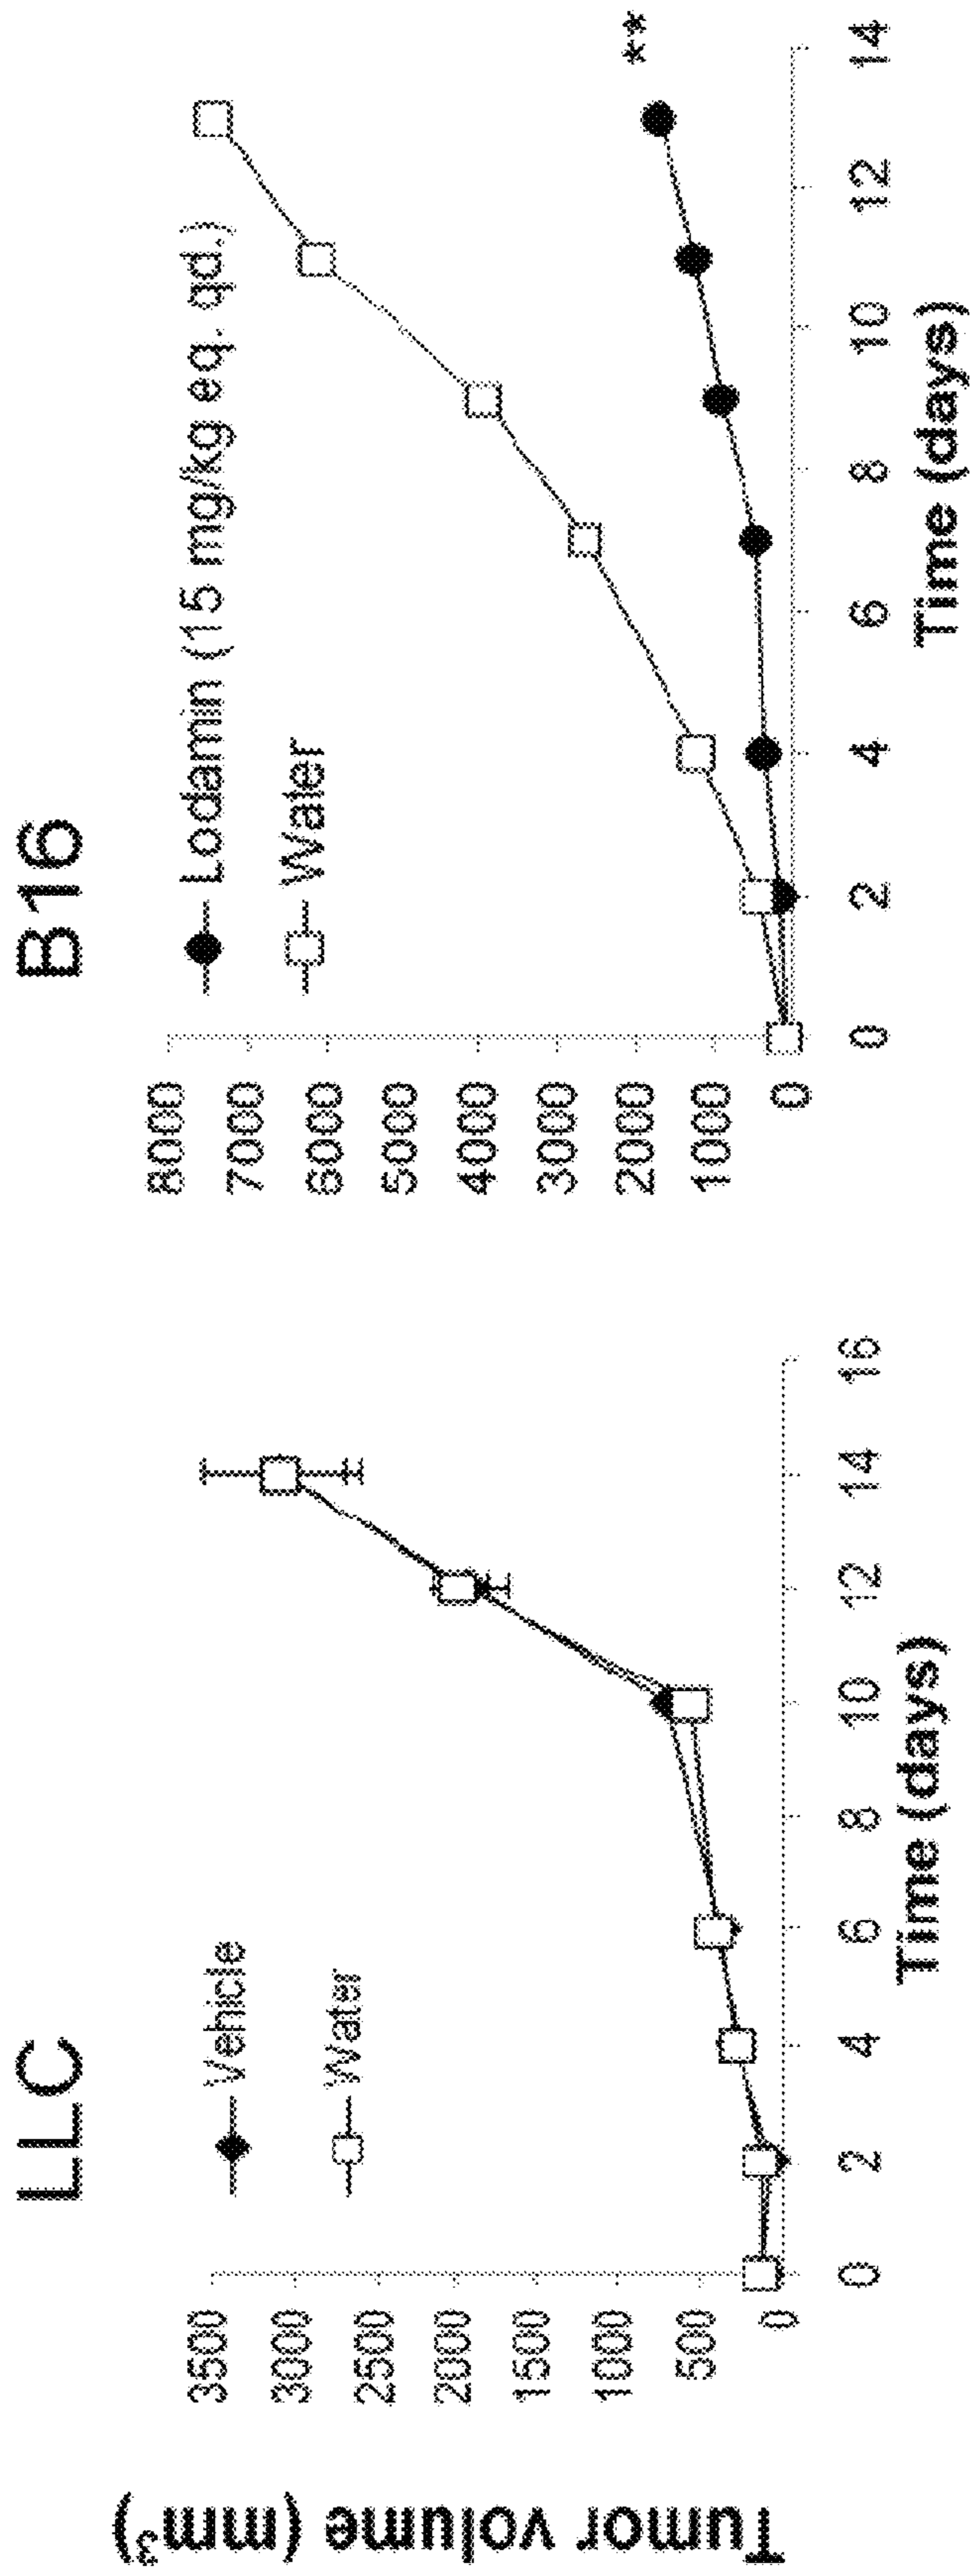 LLC
Tumor volume (mm³)
3500
3000
2500
2000
1500
1000
500
0
Vehicle
Water
0 2 4 6 8 10 12 14 16
Time (days)
B16
8000
7000
6000
5000
4000
3000
2000
1000
0
Lodamin (15 mg/kg eq. qd.)
Water
**
0 2 4 6 8 10 12 14
Time (days)